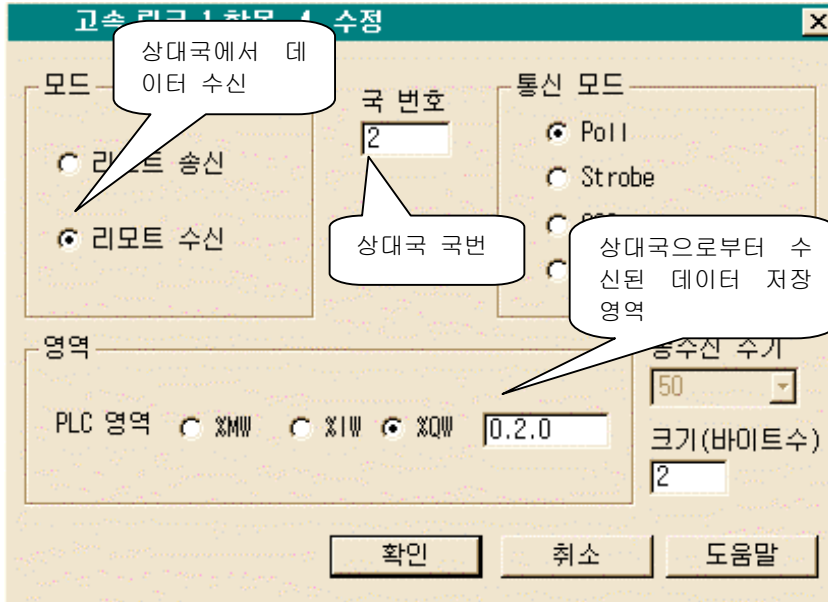 고속 링크 1 항목 4 수정
상대국에서 데
이터 수신
모드
국 번호
2
통신 모드
Poll
Strobe
리모트 송신
리모트 수신
상대국 국번
상대국으로부터 수
신된 데이터 저장
영역
영역
PLC 영역 %MW %IW %QW 0.2.0
50
크기(바이트수)
2
확인 취소 도움말